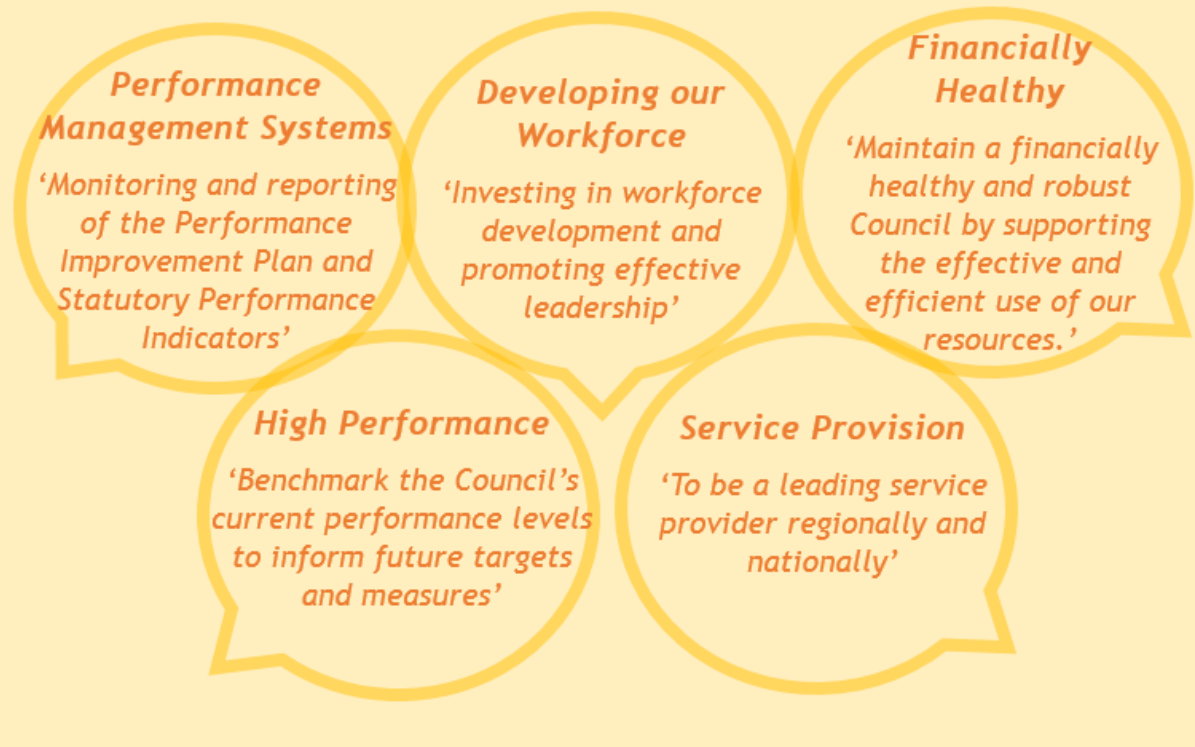 Performance
Management Systems
‘Monitoring and reporting
of the Performance
Improvement Plan and
Statutory Performance
Indicators’
Developing our
Workforce
‘Investing in workforce
development and
promoting effective
leadership’
Financially
Healthy
‘Maintain a financially
healthy and robust
Council by supporting
the effective and
efficient use of our
resources.’
High Performance
‘Benchmark the Council’s
current performance levels
to inform future targets
and measures’
Service Provision
‘To be a leading service
provider regionally and
nationally’